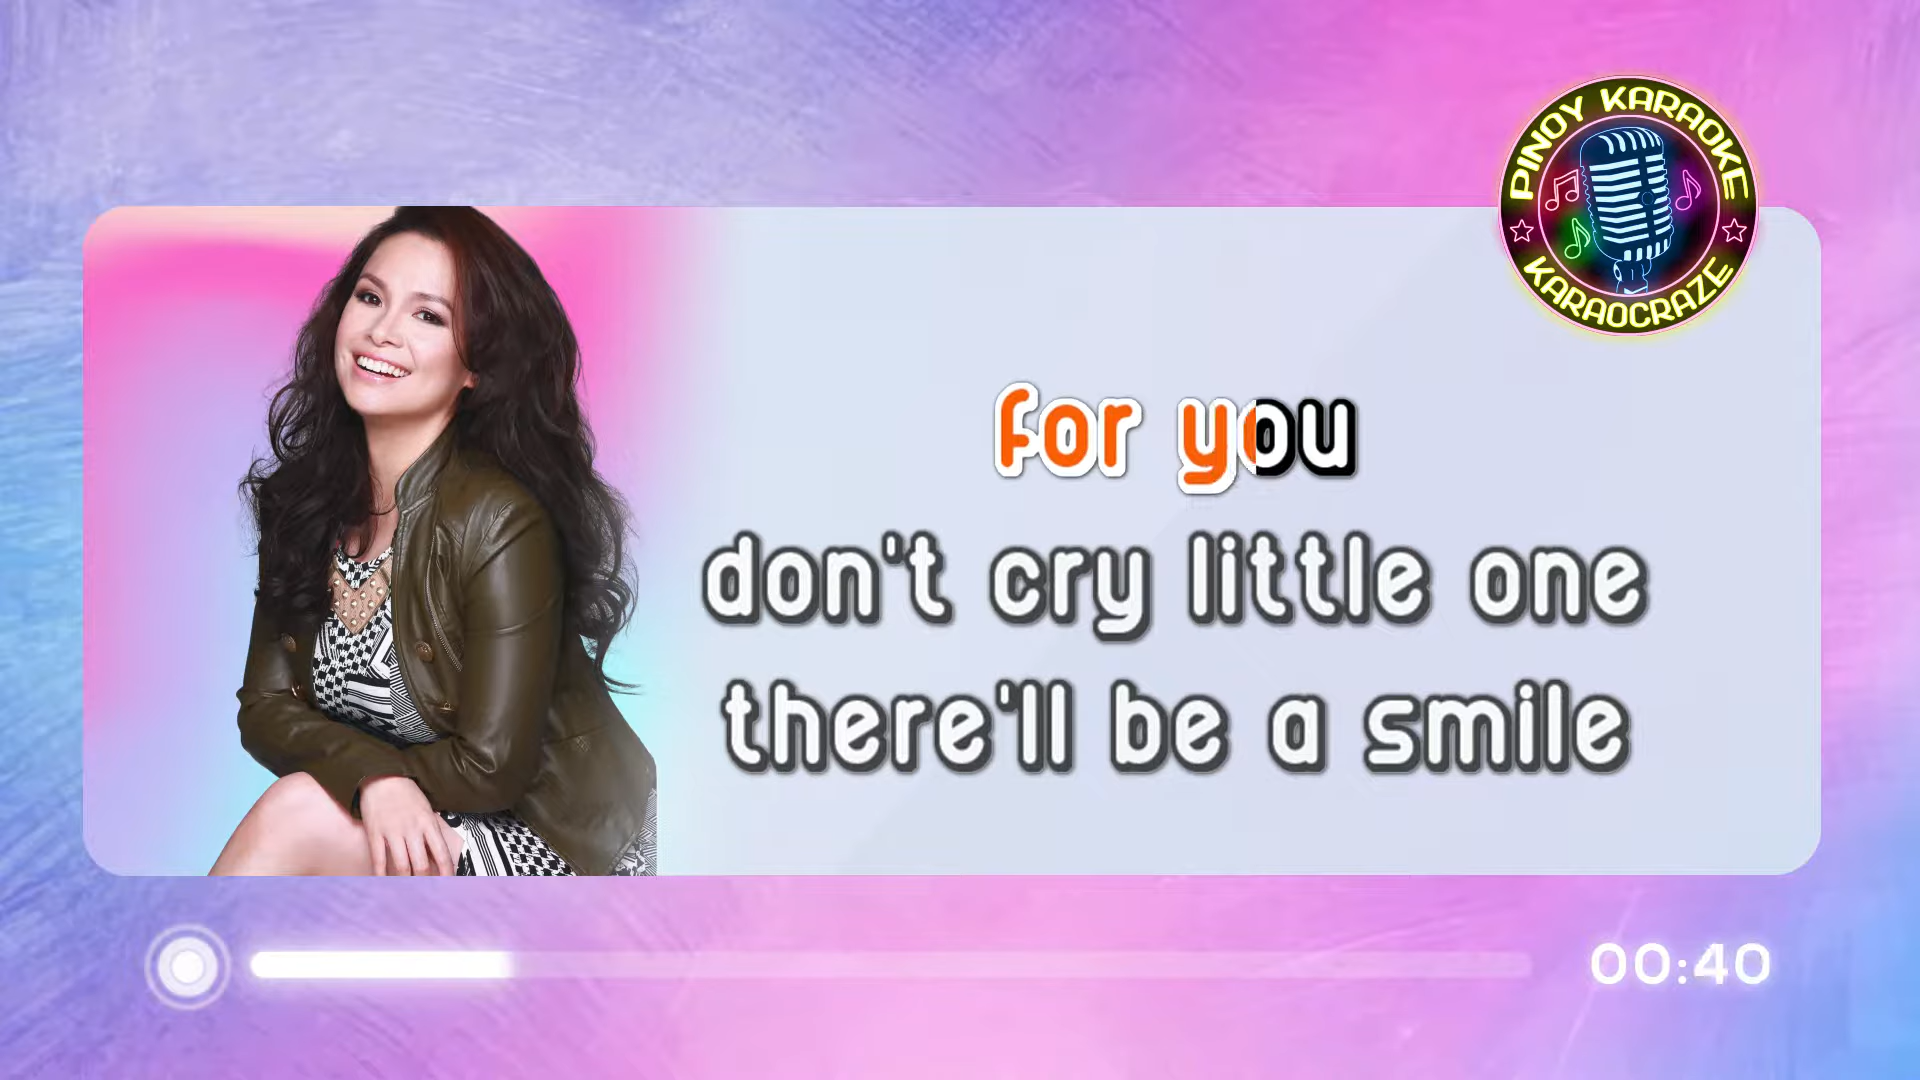 PINOY KARAOKE
KARAOCRAZE
for you
don't cry little one
there'll be a smile
00:40